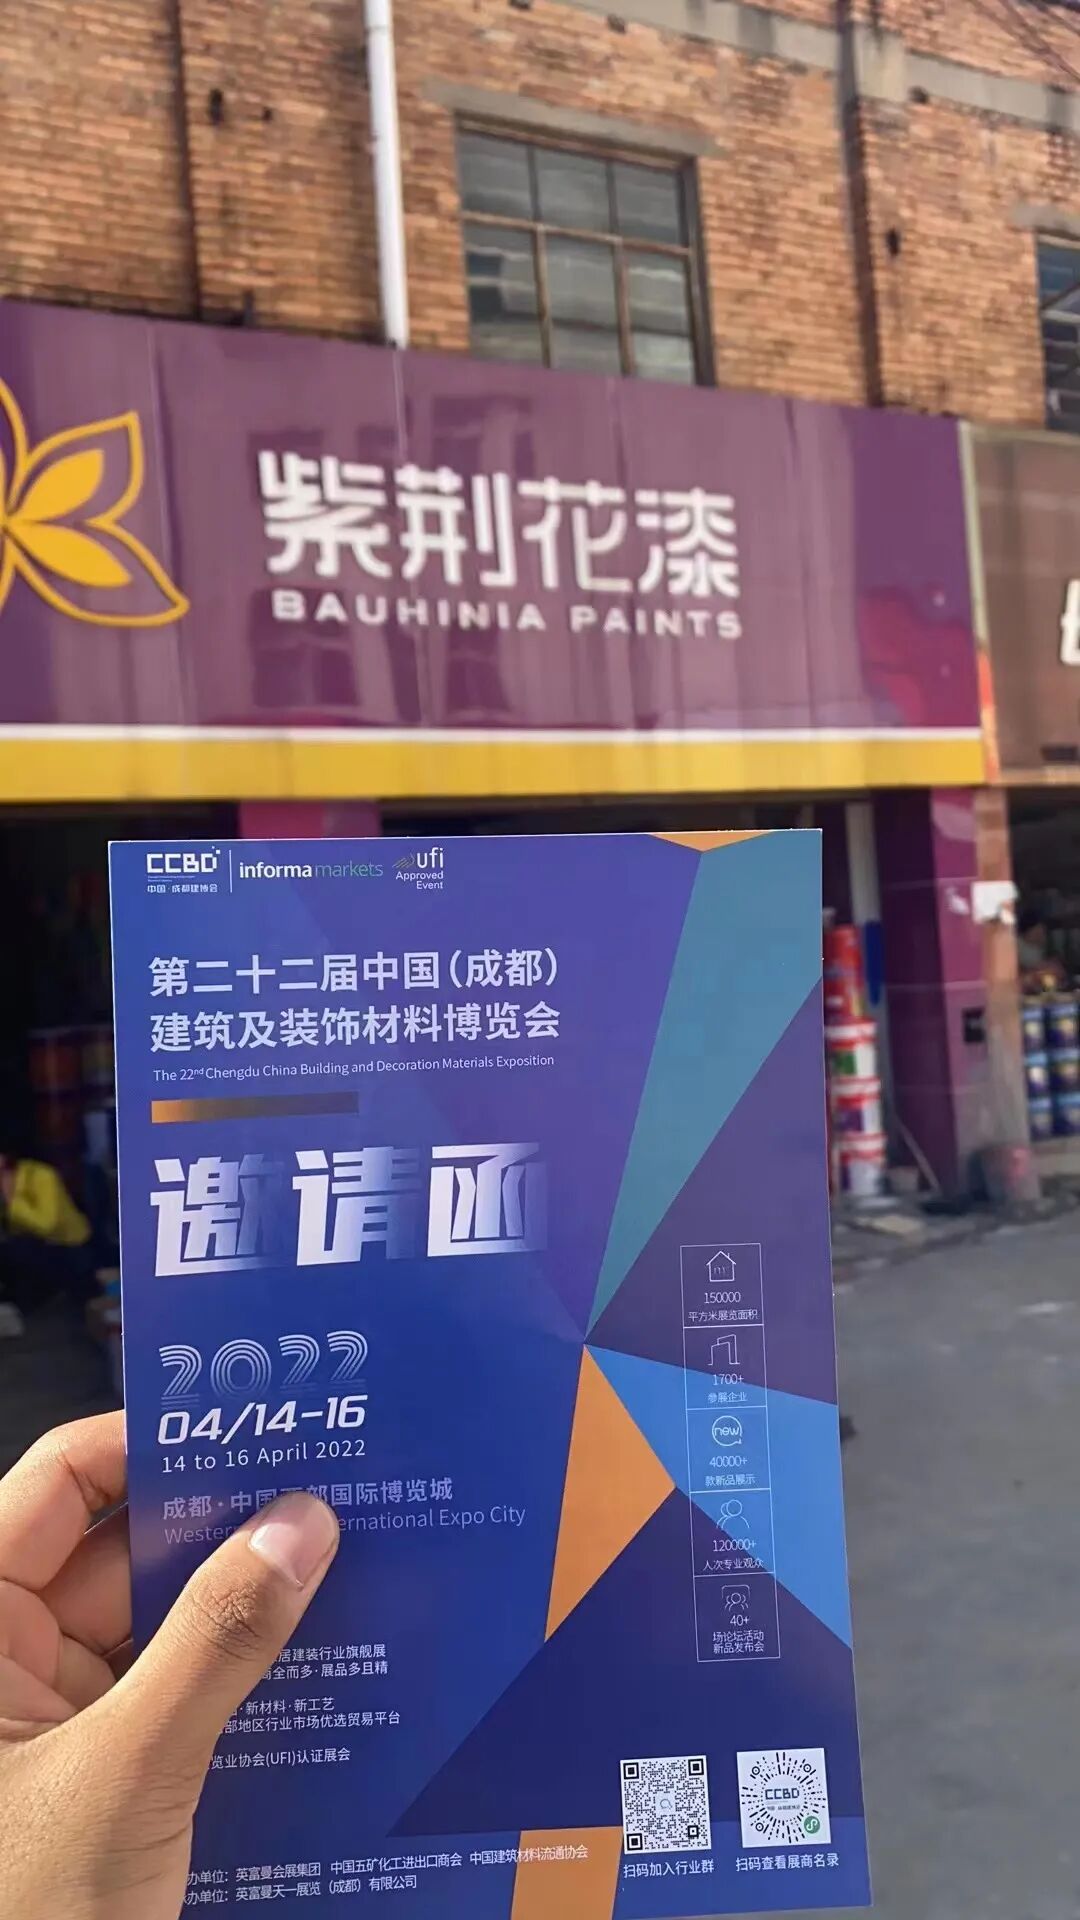 紫荆花漆
BAUHINIA PAINTS
CCBD
中国·成都建博会
informa markets
ufi
Approved
Event
第二十二届中国（成都）
建筑及装饰材料博览会
The 22nd Chengdu China Building and Decoration Materials Exposition
邀请函
2022
04/14-16
14 to 16 April 2022
成都·中国西部国际博览城
Wester ernational Expo City
150000
平方米展览面积
1700+
参展企业
new
40000+
款新品展示
120000+
人次专业观众
40+
场论坛活动
新品发布会
居建装行业旗舰展
商全而多·展品多且精
·新材料·新工艺
部地区行业市场优选贸易平台
览业协会(UFI)认证展会
CCBD
扫码加入行业群
扫码查看展商名录
办单位：英富曼会展集团 中国五矿化工进出口商会 中国建筑材料流通协会
办单位：英富曼天一展览（成都）有限公司